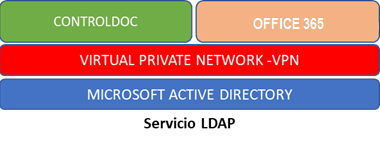 CONTROLDOC
OFFICE 365
VIRTUAL PRIVATE NETWORK -VPN
MICROSOFT ACTIVE DIRECTORY
Servicio LDAP